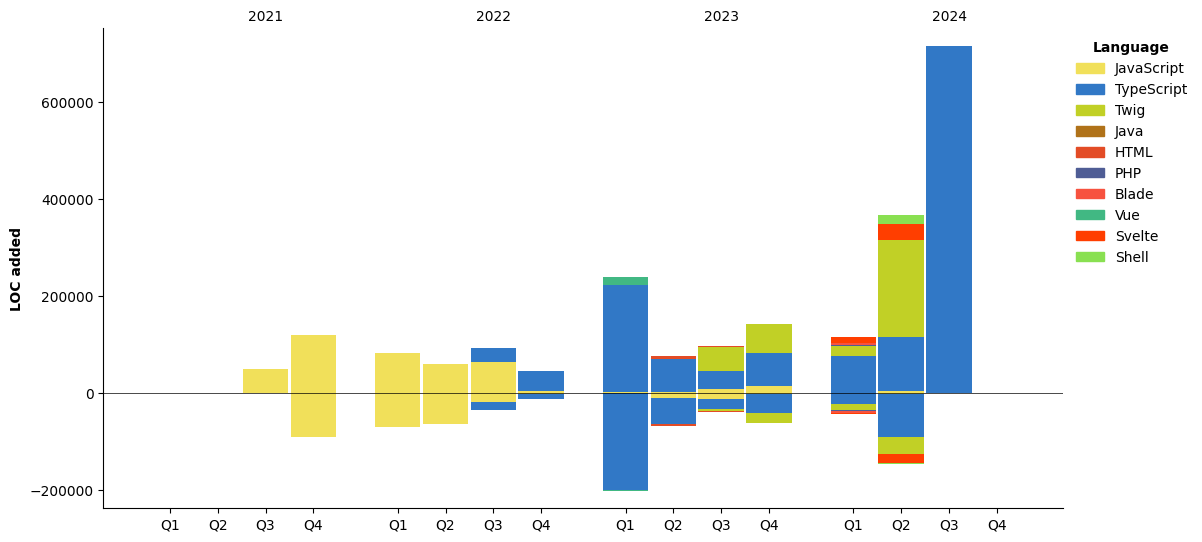 2021 2022 2023 2024
Language
JavaScript
TypeScript
Twig
Java
HTML
PHP
Blade
Vue
Svelte
Shell
LOC added
600000
400000
200000
0
−200000
Q1 Q2 Q3 Q4 Q1 Q2 Q3 Q4 Q1 Q2 Q3 Q4 Q1 Q2 Q3 Q4